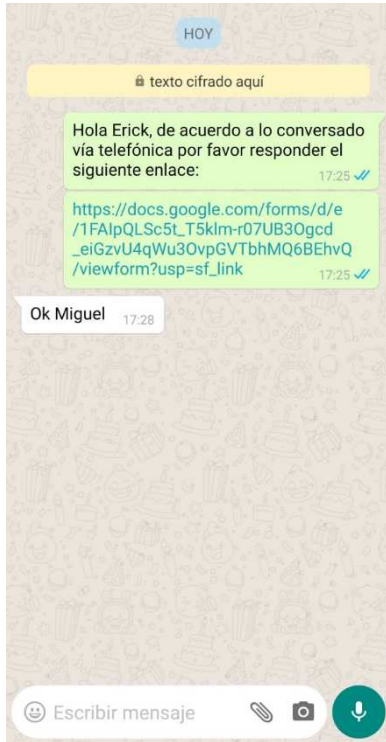 HOY
texto cifrado aquí
Hola Erick, de acuerdo a lo conversado
vía telefónica por favor responder el
siguiente enlace:
17:25
https://docs.google.com/forms/d/e
/1FAIpQLSc5t_T5klm-r07UB3Ogcd
_eiGzvU4qWu3OvpGVTbhMQ6BEhvQ
/viewform?usp=sf_link
17:25
Ok Miguel
17:28
Escribir mensaje